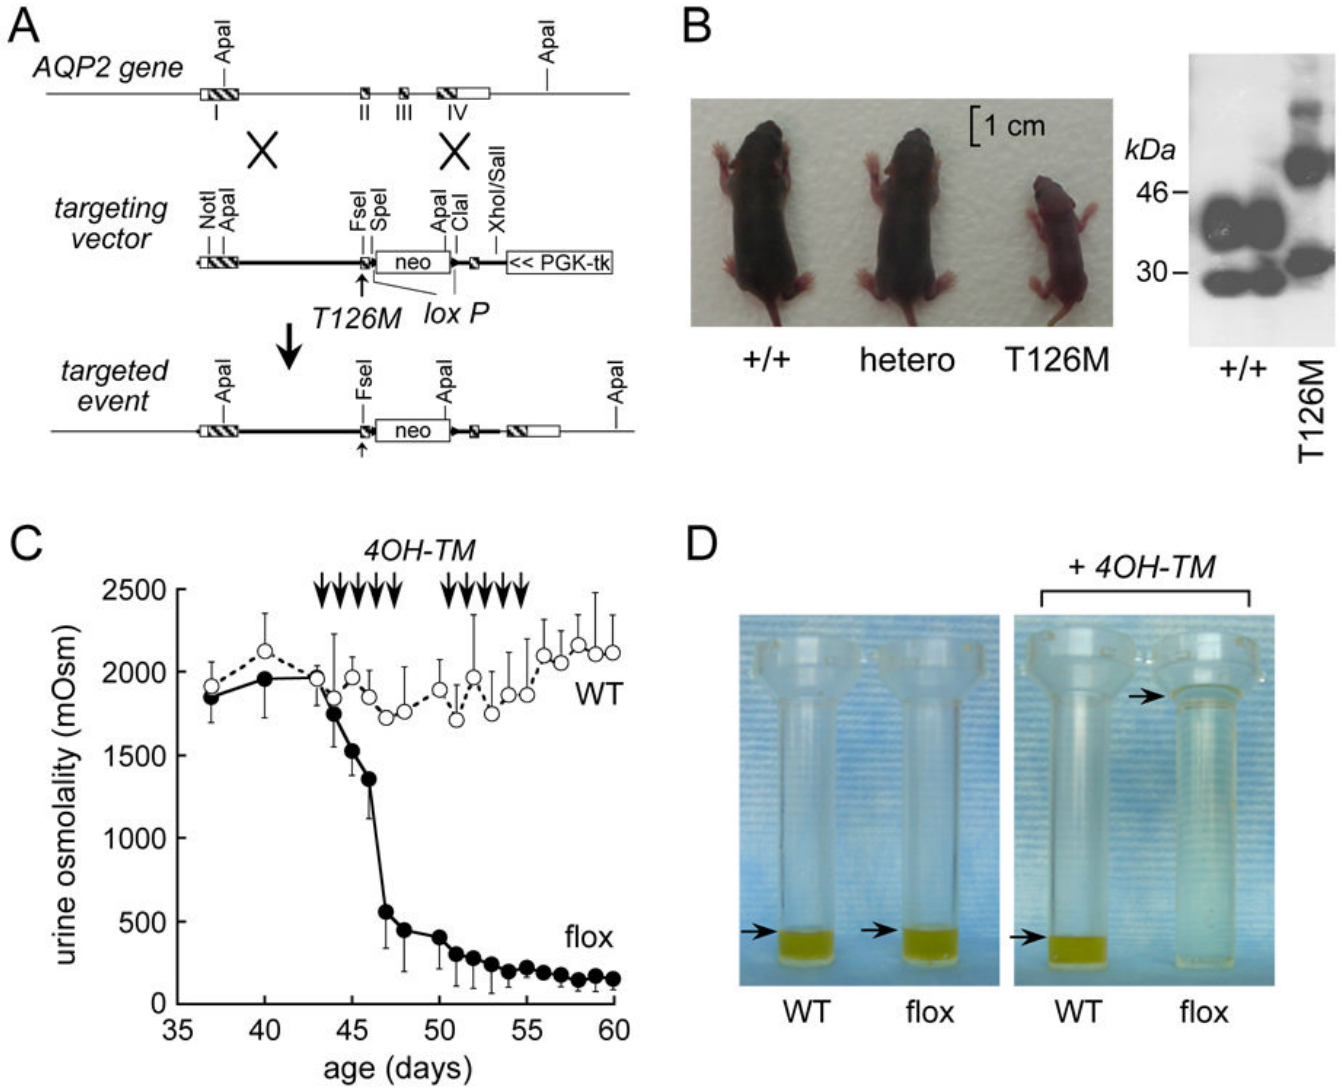 A
AQP2 gene
ApaI
ApaI
I
II
III
IV
targeting
vector
NotI
ApaI
FseI
SpeI
ApaI
ClaI
XhoI/SalI
neo
<< PGK-tk
T126M
lox P
targeted
event
ApaI
FseI
ApaI
ApaI
neo
B
1 cm
+/+
hetero
T126M
kDa
46
30
+/+
T126M
C
4OH-TM
urine osmolality (mOsm)
2500
2000
1500
1000
500
0
WT
flox
35
40
45
50
55
60
age (days)
D
+ 4OH-TM
WT
flox
WT
flox